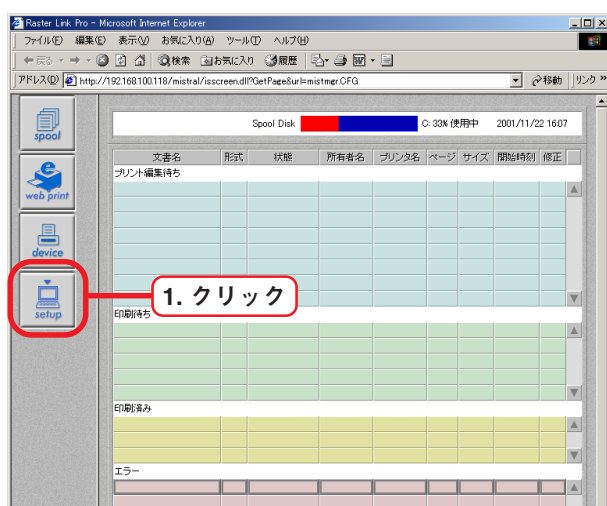 Raster Link Pro - Microsoft Internet Explorer
ファイル(F) 編集(E) 表示(V) お気に入り(A) ツール(T) ヘルプ(H)
戻る 検索 お気に入り 履歴
アドレス(D) http://192.168.100.118/mistral/isscreen.dll?GetPage&url=mistmgr.CFG 移動 リンク »
spool
web print
device
setup
Spool Disk C: 33% 使用中 2001/11/22 16:07
文書名 形式 状態 所有者名 プリンタ名 ページ サイズ 開始時刻 修正
プリント編集待ち
1. クリック
印刷待ち
印刷済み
エラー